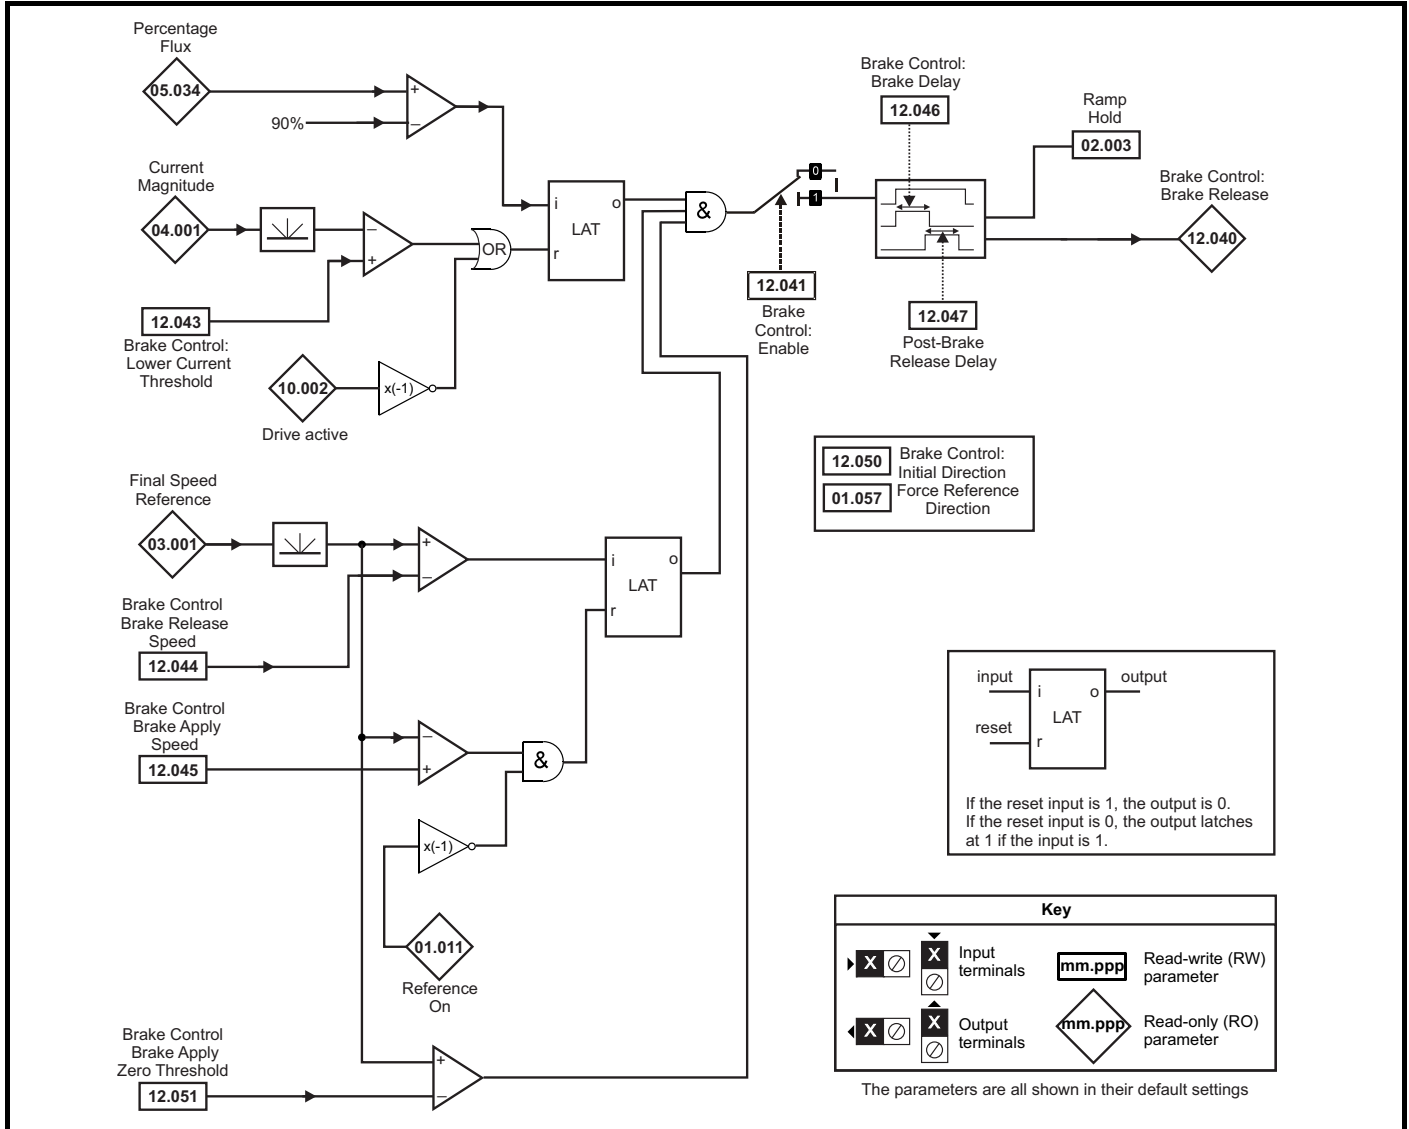 Percentage
Flux
05.034
+
90%
–
Current
Magnitude
04.001
–
+
12.043
Brake Control:
Lower Current
Threshold
OR
10.002
Drive active
x(-1)
i
o
LAT
r
&
0
1
12.041
Brake
Control:
Enable
Brake Control:
Brake Delay
12.046
12.047
Post-Brake
Release Delay
Ramp
Hold
02.003
Brake Control:
Brake Release
12.040
12.050
Brake Control:
Initial Direction
01.057
Force Reference
Direction
Final Speed
Reference
03.001
+
–
Brake Control
Brake Release
Speed
12.044
i
o
LAT
r
Brake Control
Brake Apply
Speed
12.045
–
+
&
x(-1)
01.011
Reference
On
Brake Control
Brake Apply
Zero Threshold
12.051
+
–
input
i
o
output
LAT
reset
r
If the reset input is 1, the output is 0.
If the reset input is 0, the output latches
at 1 if the input is 1.
Key
X
X
Input
terminals
mm.ppp
Read-write (RW)
parameter
X
X
Output
terminals
mm.ppp
Read-only (RO)
parameter
The parameters are all shown in their default settings